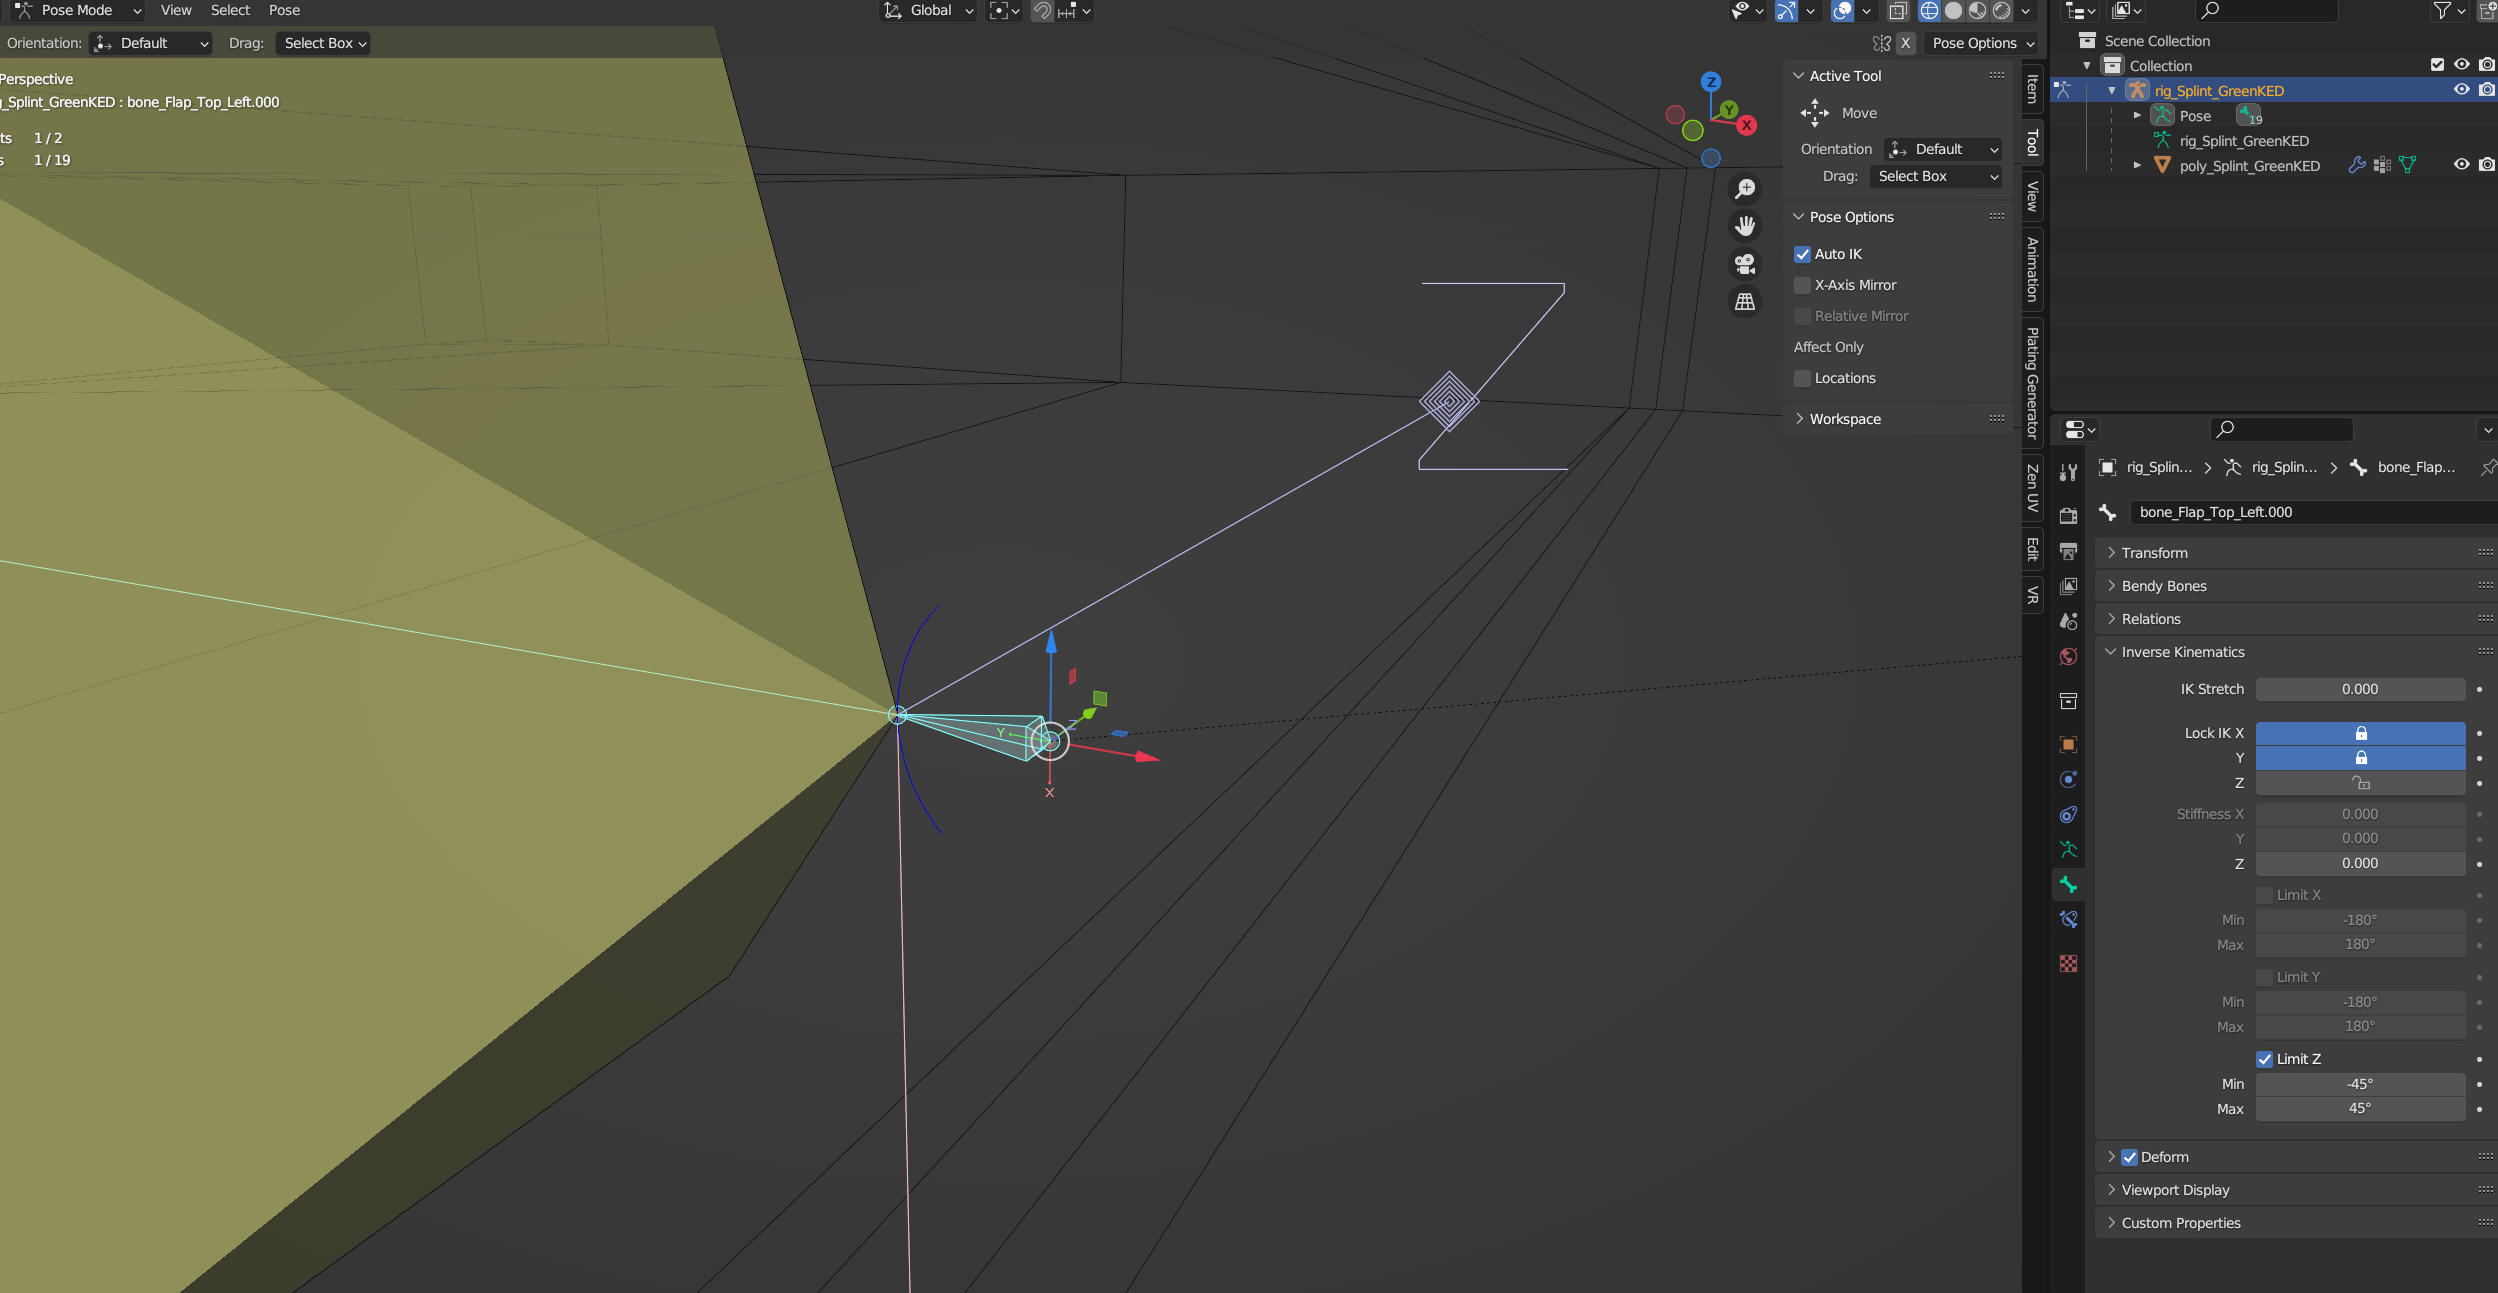 Pose Mode View Select Pose Global
Orientation: Default Drag: Select Box X Pose Options
Perspective
_Splint_GreenKED : bone_Flap_Top_Left.000
ts 1 / 2
s 1 / 19
Z
Y
X
Y
Z
X
Active Tool
Move
Orientation Default
Drag: Select Box
Pose Options
Auto IK
X-Axis Mirror
Relative Mirror
Affect Only
Locations
Workspace
Item
Tool
View
Animation
Plating Generator
Zen UV
Edit
VR
Scene Collection
Collection
rig_Splint_GreenKED
Pose 19
rig_Splint_GreenKED
poly_Splint_GreenKED
rig_Splin... rig_Splin... bone_Flap...
bone_Flap_Top_Left.000
Transform
Bendy Bones
Relations
Inverse Kinematics
IK Stretch 0.000
Lock IK X
Y
Z
Stiffness X 0.000
Y 0.000
Z 0.000
Limit X
Min -180°
Max 180°
Limit Y
Min -180°
Max 180°
Limit Z
Min -45°
Max 45°
Deform
Viewport Display
Custom Properties